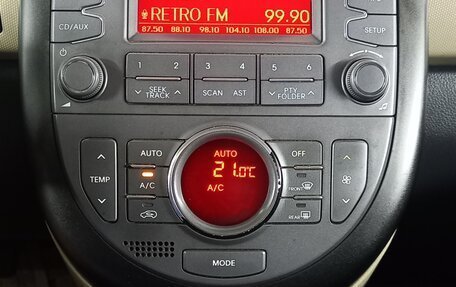 RETRO FM 99.90
87.50 88.10 98.10 104.10 108.00 87.50
CD/AUX
SETUP
1 2 3 4 5 6
SEEK
TRACK
SCAN AST
PTY
FOLDER
AUTO
AUTO
OFF
TEMP
A/C
21.0°C
A/C
FRONT
REAR
MODE